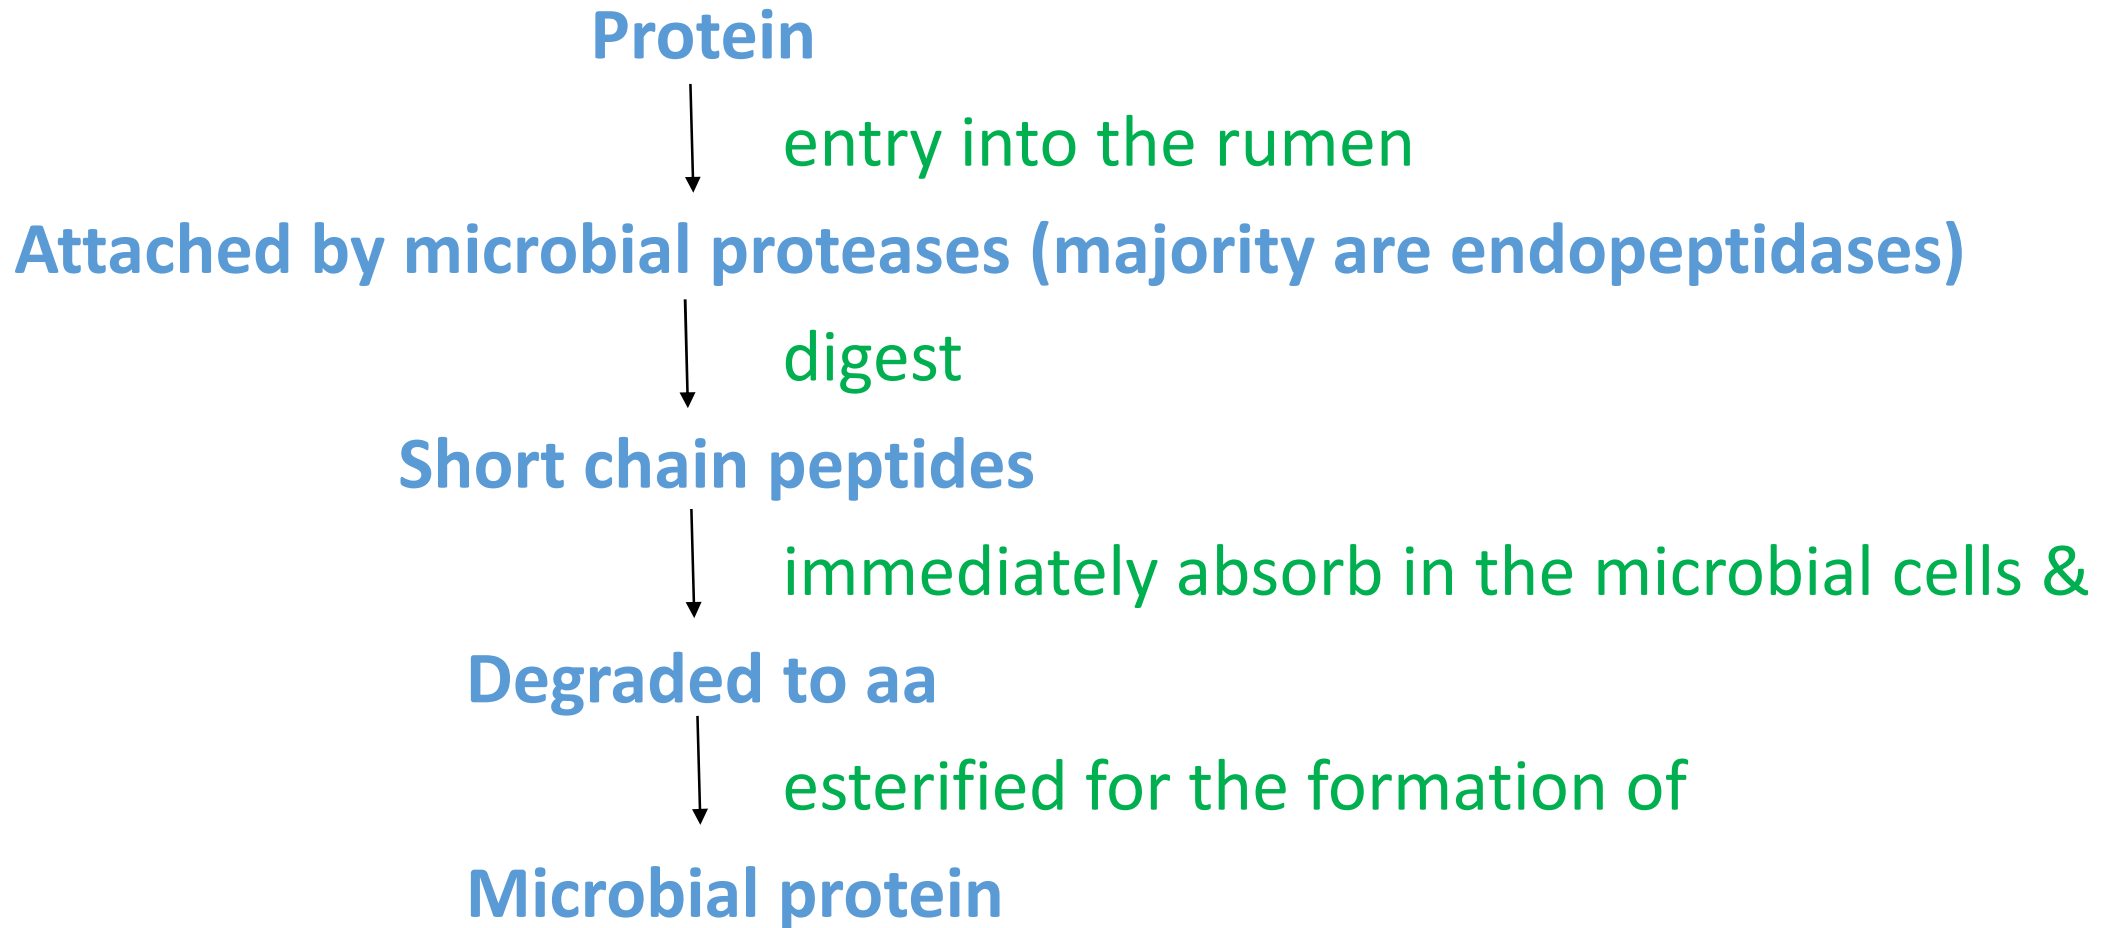 Protein
entry into the rumen
Attached by microbial proteases (majority are endopeptidases)
digest
Short chain peptides
immediately absorb in the microbial cells &
Degraded to aa
esterified for the formation of
Microbial protein